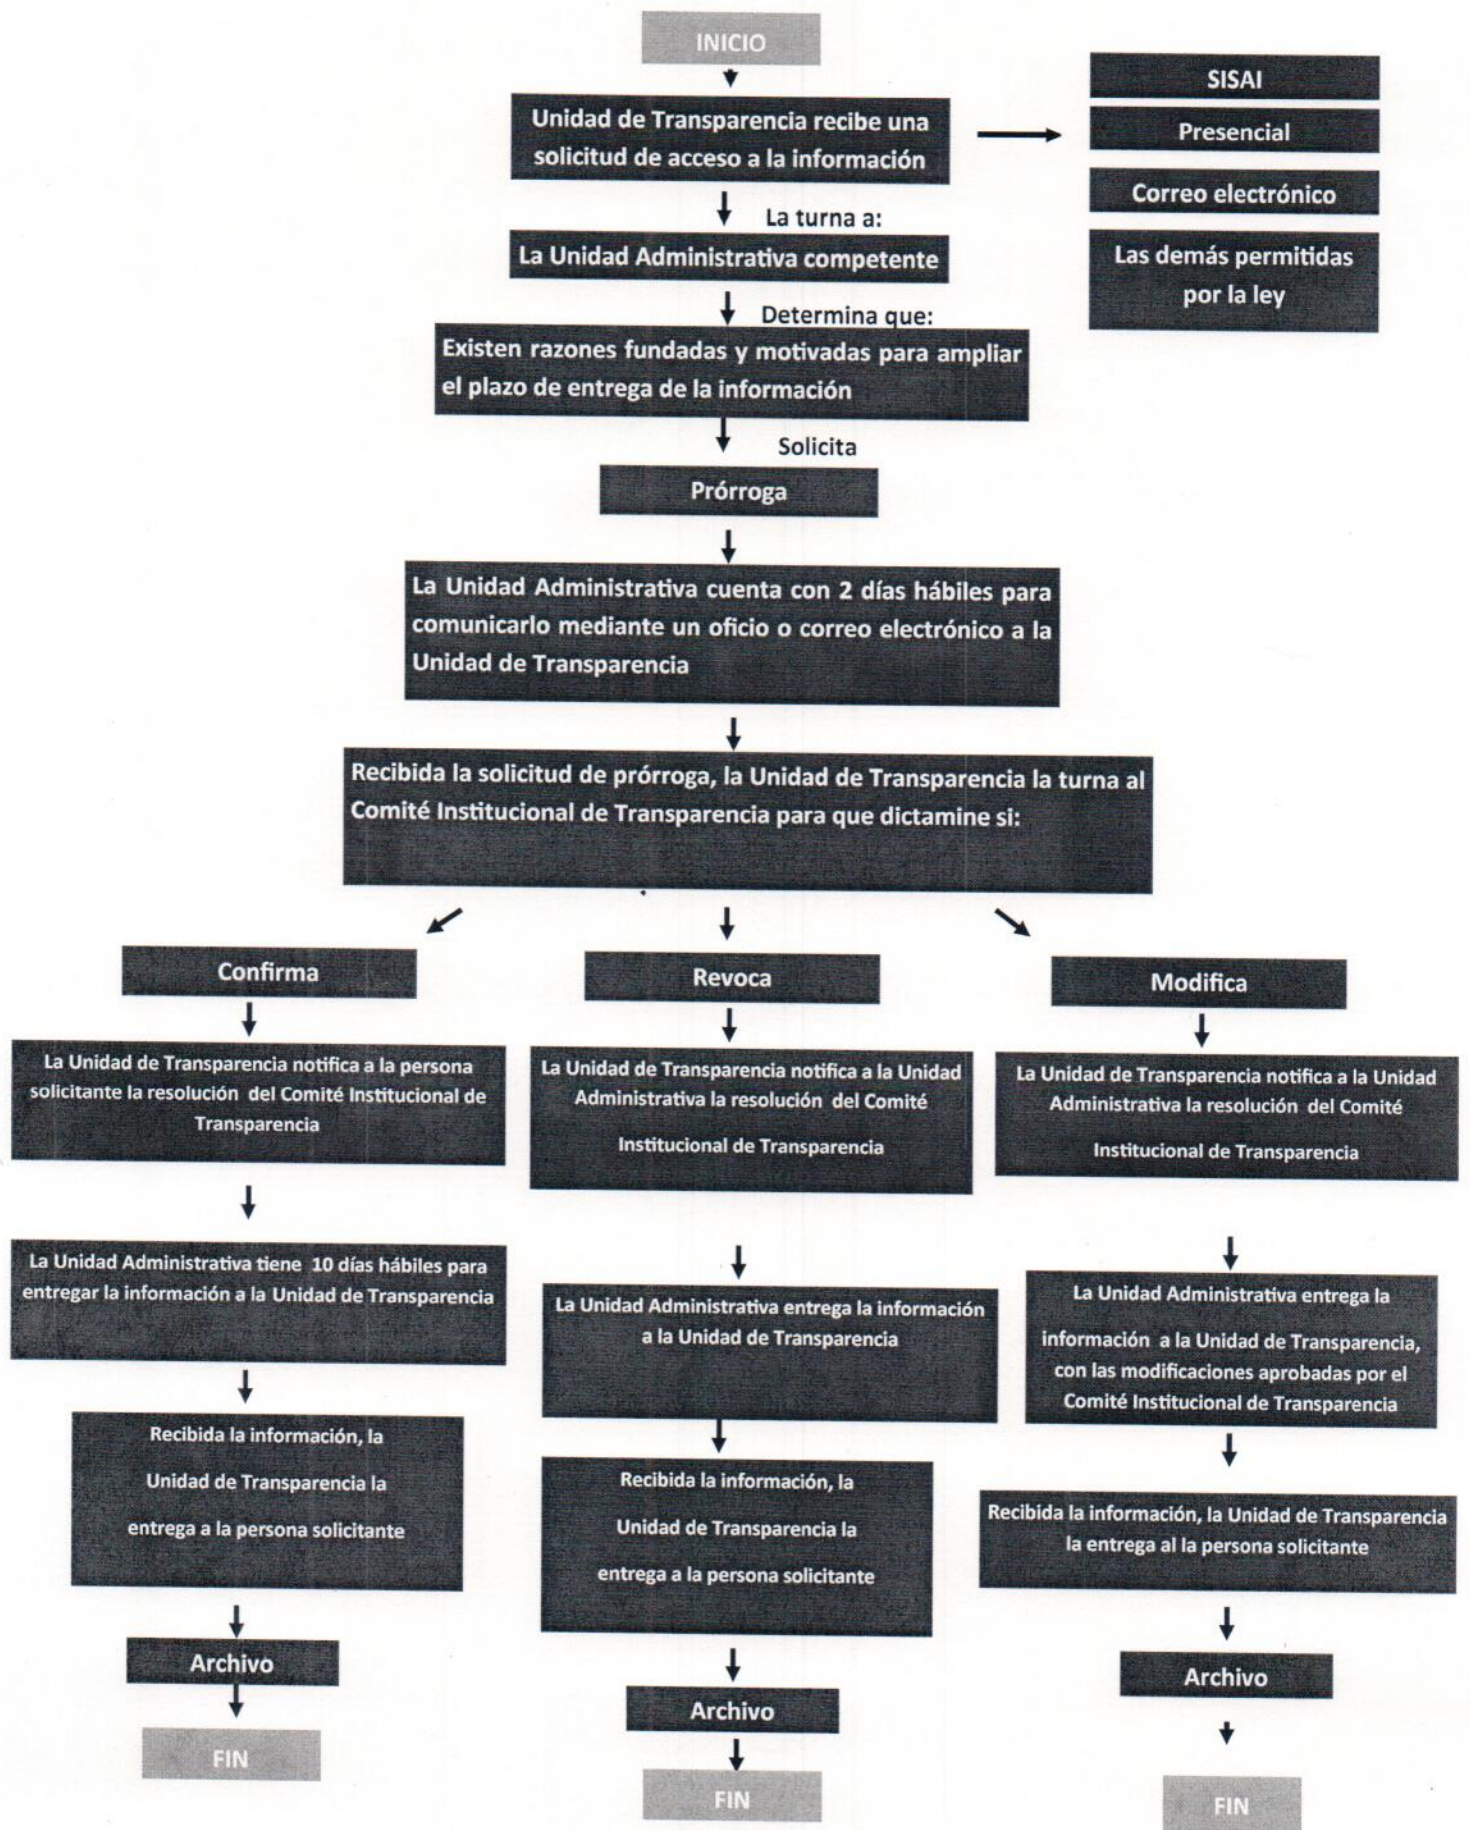 INICIO
Unidad de Transparencia recibe una
solicitud de acceso a la información
SISAI
Presencial
Correo electrónico
Las demás permitidas
por la ley
La turna a:
La Unidad Administrativa competente
Determina que:
Existen razones fundadas y motivadas para ampliar
el plazo de entrega de la información
Solicita
Prórroga
La Unidad Administrativa cuenta con 2 días hábiles para
comunicarlo mediante un oficio o correo electrónico a la
Unidad de Transparencia
Recibida la solicitud de prórroga, la Unidad de Transparencia la turna al
Comité Institucional de Transparencia para que dictamine si:
Confirma
La Unidad de Transparencia notifica a la persona
solicitante la resolución del Comité Institucional de
Transparencia
La Unidad Administrativa tiene 10 días hábiles para
entregar la información a la Unidad de Transparencia
Recibida la información, la
Unidad de Transparencia la
entrega a la persona solicitante
Archivo
FIN
Revoca
La Unidad de Transparencia notifica a la Unidad
Administrativa la resolución del Comité
Institucional de Transparencia
La Unidad Administrativa entrega la información
a la Unidad de Transparencia
Recibida la información, la
Unidad de Transparencia la
entrega a la persona solicitante
Archivo
FIN
Modifica
La Unidad de Transparencia notifica a la Unidad
Administrativa la resolución del Comité
Institucional de Transparencia
La Unidad Administrativa entrega la
información a la Unidad de Transparencia,
con las modificaciones aprobadas por el
Comité Institucional de Transparencia
Recibida la información, la Unidad de Transparencia
la entrega al la persona solicitante
Archivo
FIN